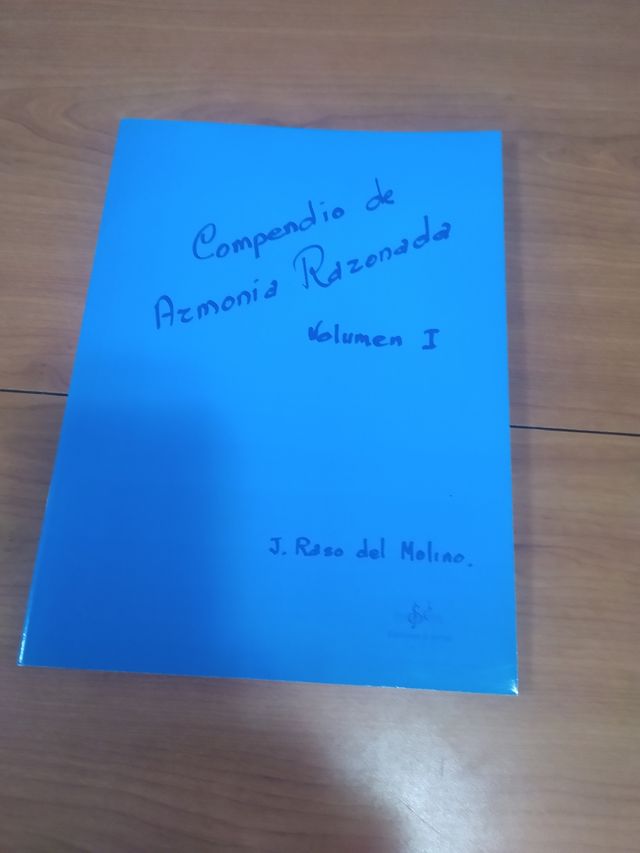 Compendio de
Armonia Razonada
Volumen I
J. Raso del Molino.